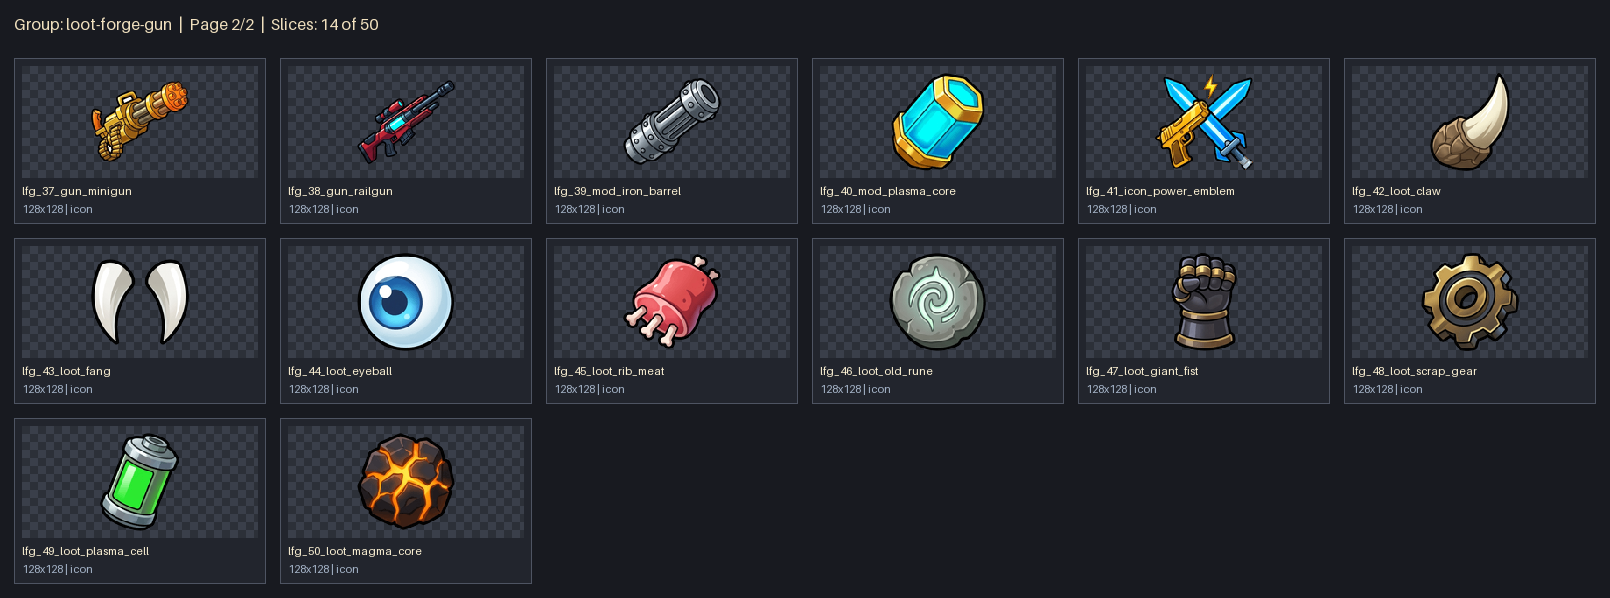 Group: loot-forge-gun | Page 2/2 | Slices: 14 of 50
lfg_37_gun_minigun
128x128 | icon
lfg_38_gun_railgun
128x128 | icon
lfg_39_mod_iron_barrel
128x128 | icon
lfg_40_mod_plasma_core
128x128 | icon
lfg_41_icon_power_emblem
128x128 | icon
lfg_42_loot_claw
128x128 | icon
lfg_43_loot_fang
128x128 | icon
lfg_44_loot_eyeball
128x128 | icon
lfg_45_loot_rib_meat
128x128 | icon
lfg_46_loot_old_rune
128x128 | icon
lfg_47_loot_giant_fist
128x128 | icon
lfg_48_loot_scrap_gear
128x128 | icon
lfg_49_loot_plasma_cell
128x128 | icon
lfg_50_loot_magma_core
128x128 | icon